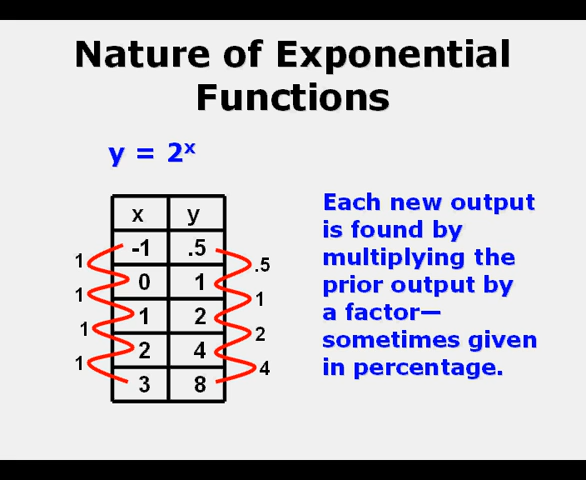 Nature of Exponential
Functions
y = 2ˣ
x y
-1 .5
0 1
1 2
2 4
3 8
1
1
1
1
.5
1
2
4
Each new output
is found by
multiplying the
prior output by
a factor—
sometimes given
in percentage.